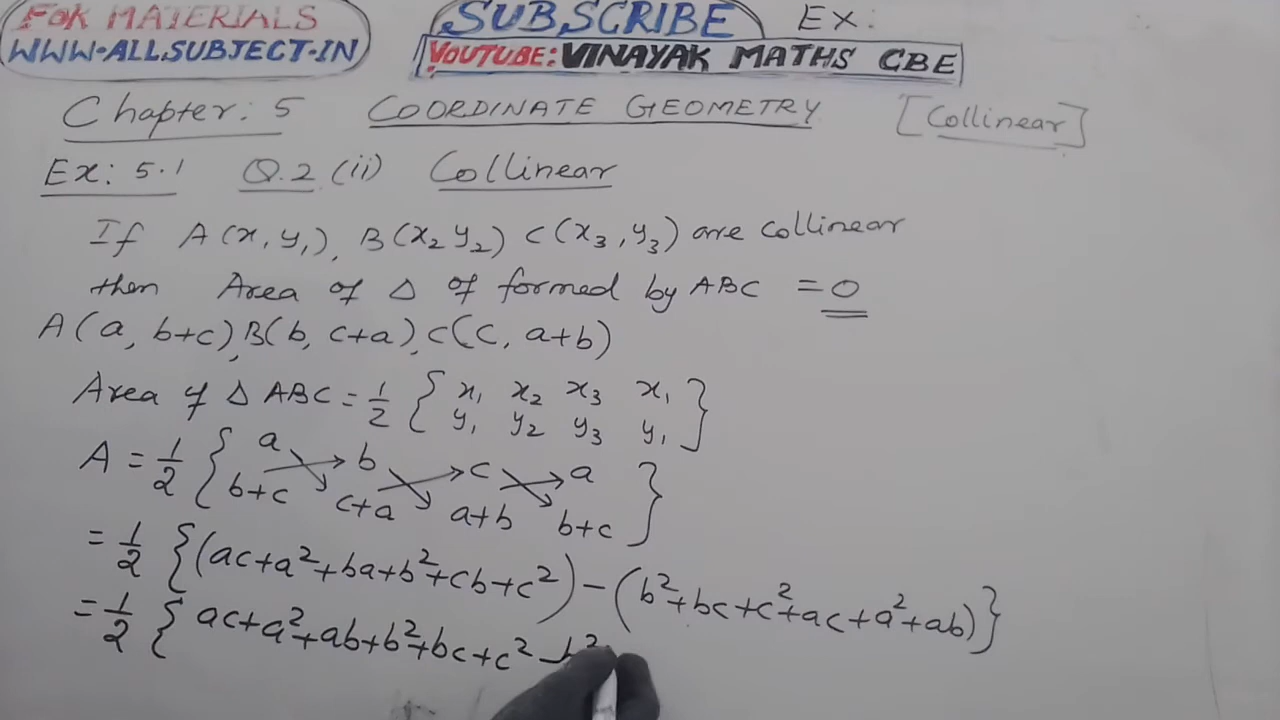 FOR MATERIALS
WWW-ALLSUBJECT-IN
SUBSCRIBE
YOUTUBE: VINAYAK MATHS CBE
EX:
Chapter: 5 COORDINATE GEOMETRY [Collinear]
Ex: 5.1 Q.2 (ii) Collinear
If A(x, y₁), B(x₂ y₂) C(x₃, y₃) are collinear
then Area of Δ of formed by ABC = 0
A(a, b+c), B(b, c+a), C(C, a+b)
Area of Δ ABC = 1/2 { x₁ x₂ x₃ x₁
y₁ y₂ y₃ y₁ }
A = 1/2 { a b c a
b+c c+a a+b b+c }
= 1/2 {(ac+a²+ba+b²+cb+c²) - (b²+bc+c²+ac+a²+ab)}
= 1/2 { ac+a²+ab+b²+bc+c² - b²